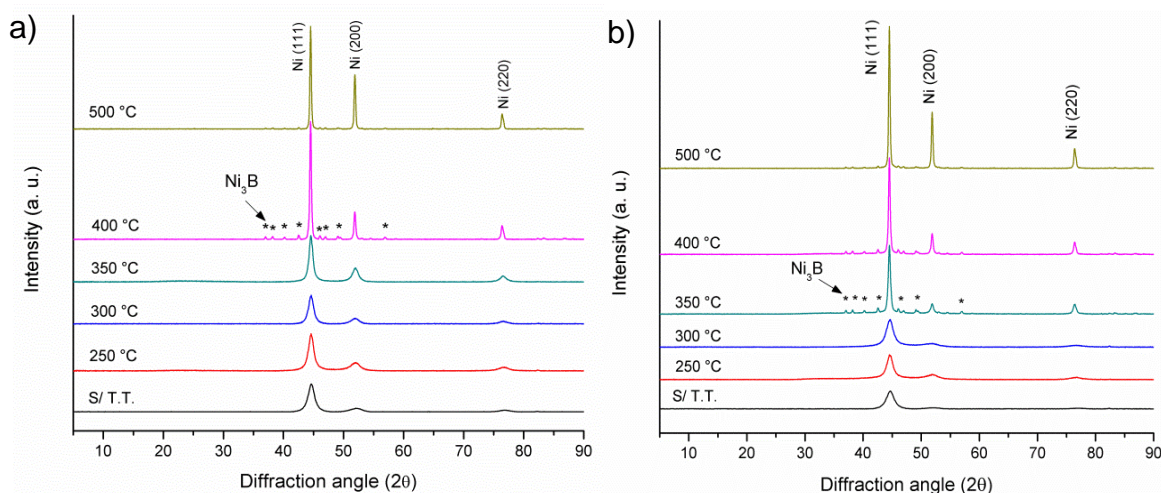 a)
Intensity (a. u.)
Ni (111)
Ni (200)
Ni (220)
500 °C
Ni₃B
400 °C
* * * * * * * *
350 °C
300 °C
250 °C
S/ T.T.
10 20 30 40 50 60 70 80 90
Diffraction angle (2θ)
b)
Intensity (a. u.)
Ni (111)
Ni (200)
Ni (220)
500 °C
400 °C
Ni₃B
350 °C
* * * * * * *
300 °C
250 °C
S/ T.T.
10 20 30 40 50 60 70 80 90
Diffraction angle (2θ)